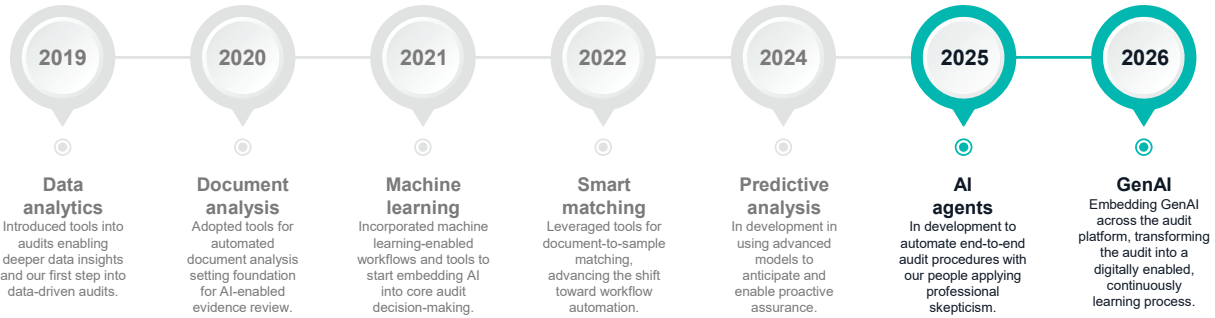 2019
2020
2021
2022
2024
2025
2026
Data
analytics
Introduced tools into
audits enabling
deeper data insights
and our first step into
data-driven audits.
Document
analysis
Adopted tools for
automated
document analysis
setting foundation
for AI-enabled
evidence review.
Machine
learning
Incorporated machine
learning-enabled
workflows and tools to
start embedding AI
into core audit
decision-making.
Smart
matching
Leveraged tools for
document-to-sample
matching,
advancing the shift
toward workflow
automation.
Predictive
analysis
In development in
using advanced
models to
anticipate and
enable proactive
assurance.
AI
agents
In development to
automate end-to-end
audit procedures with
our people applying
professional
skepticism.
GenAI
Embedding GenAI
across the audit
platform, transforming
the audit into a
digitally enabled,
continuously
learning process.